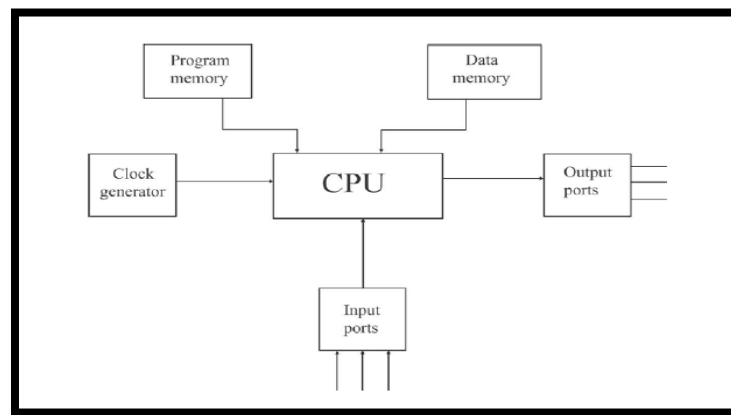 Program
memory
Data
memory
Clock
generator
CPU
Output
ports
Input
ports